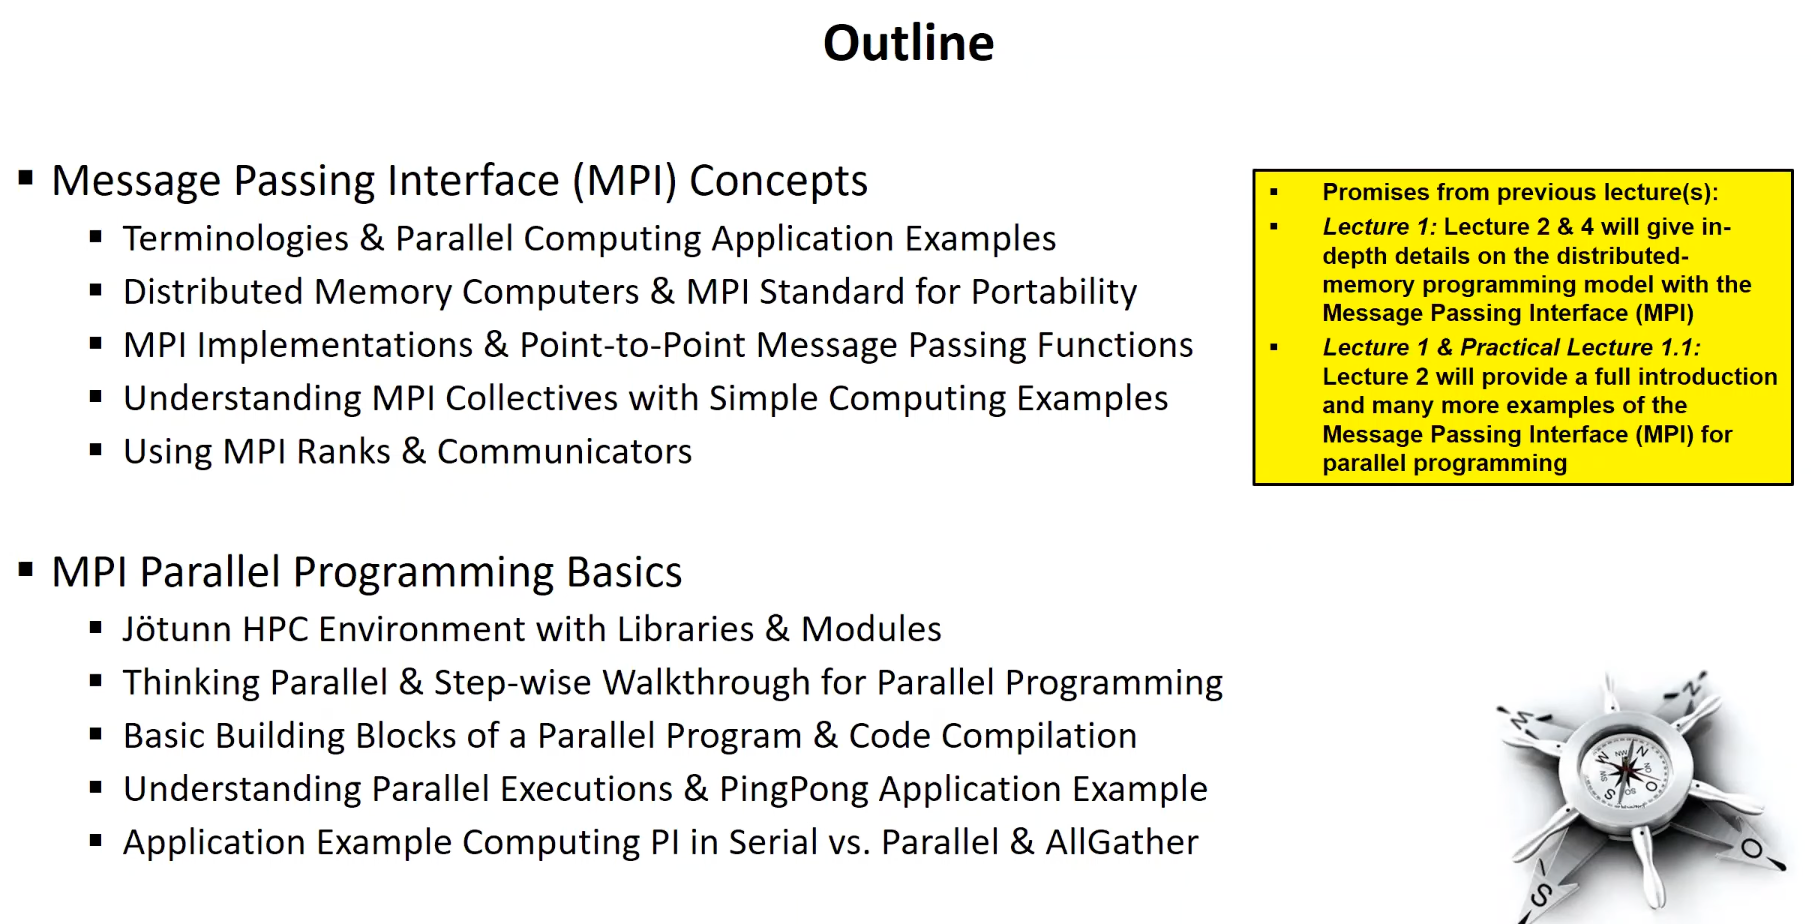 Outline
Message Passing Interface (MPI) Concepts
Terminologies & Parallel Computing Application Examples
Distributed Memory Computers & MPI Standard for Portability
MPI Implementations & Point-to-Point Message Passing Functions
Understanding MPI Collectives with Simple Computing Examples
Using MPI Ranks & Communicators
Promises from previous lecture(s):
Lecture 1: Lecture 2 & 4 will give in-
depth details on the distributed-
memory programming model with the
Message Passing Interface (MPI)
Lecture 1 & Practical Lecture 1.1:
Lecture 2 will provide a full introduction
and many more examples of the
Message Passing Interface (MPI) for
parallel programming
MPI Parallel Programming Basics
Jötunn HPC Environment with Libraries & Modules
Thinking Parallel & Step-wise Walkthrough for Parallel Programming
Basic Building Blocks of a Parallel Program & Code Compilation
Understanding Parallel Executions & PingPong Application Example
Application Example Computing PI in Serial vs. Parallel & AllGather
W
N
N
NW
W
NO
O
SO
S
O
S